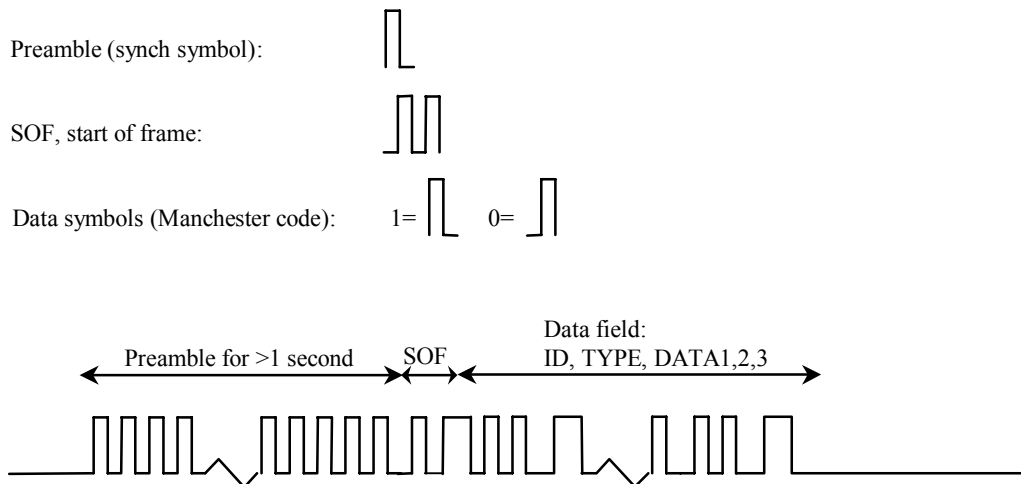 Preamble (synch symbol):
SOF, start of frame:
Data symbols (Manchester code): 1= 0=
Data field:
Preamble for >1 second SOF ID, TYPE, DATA1,2,3